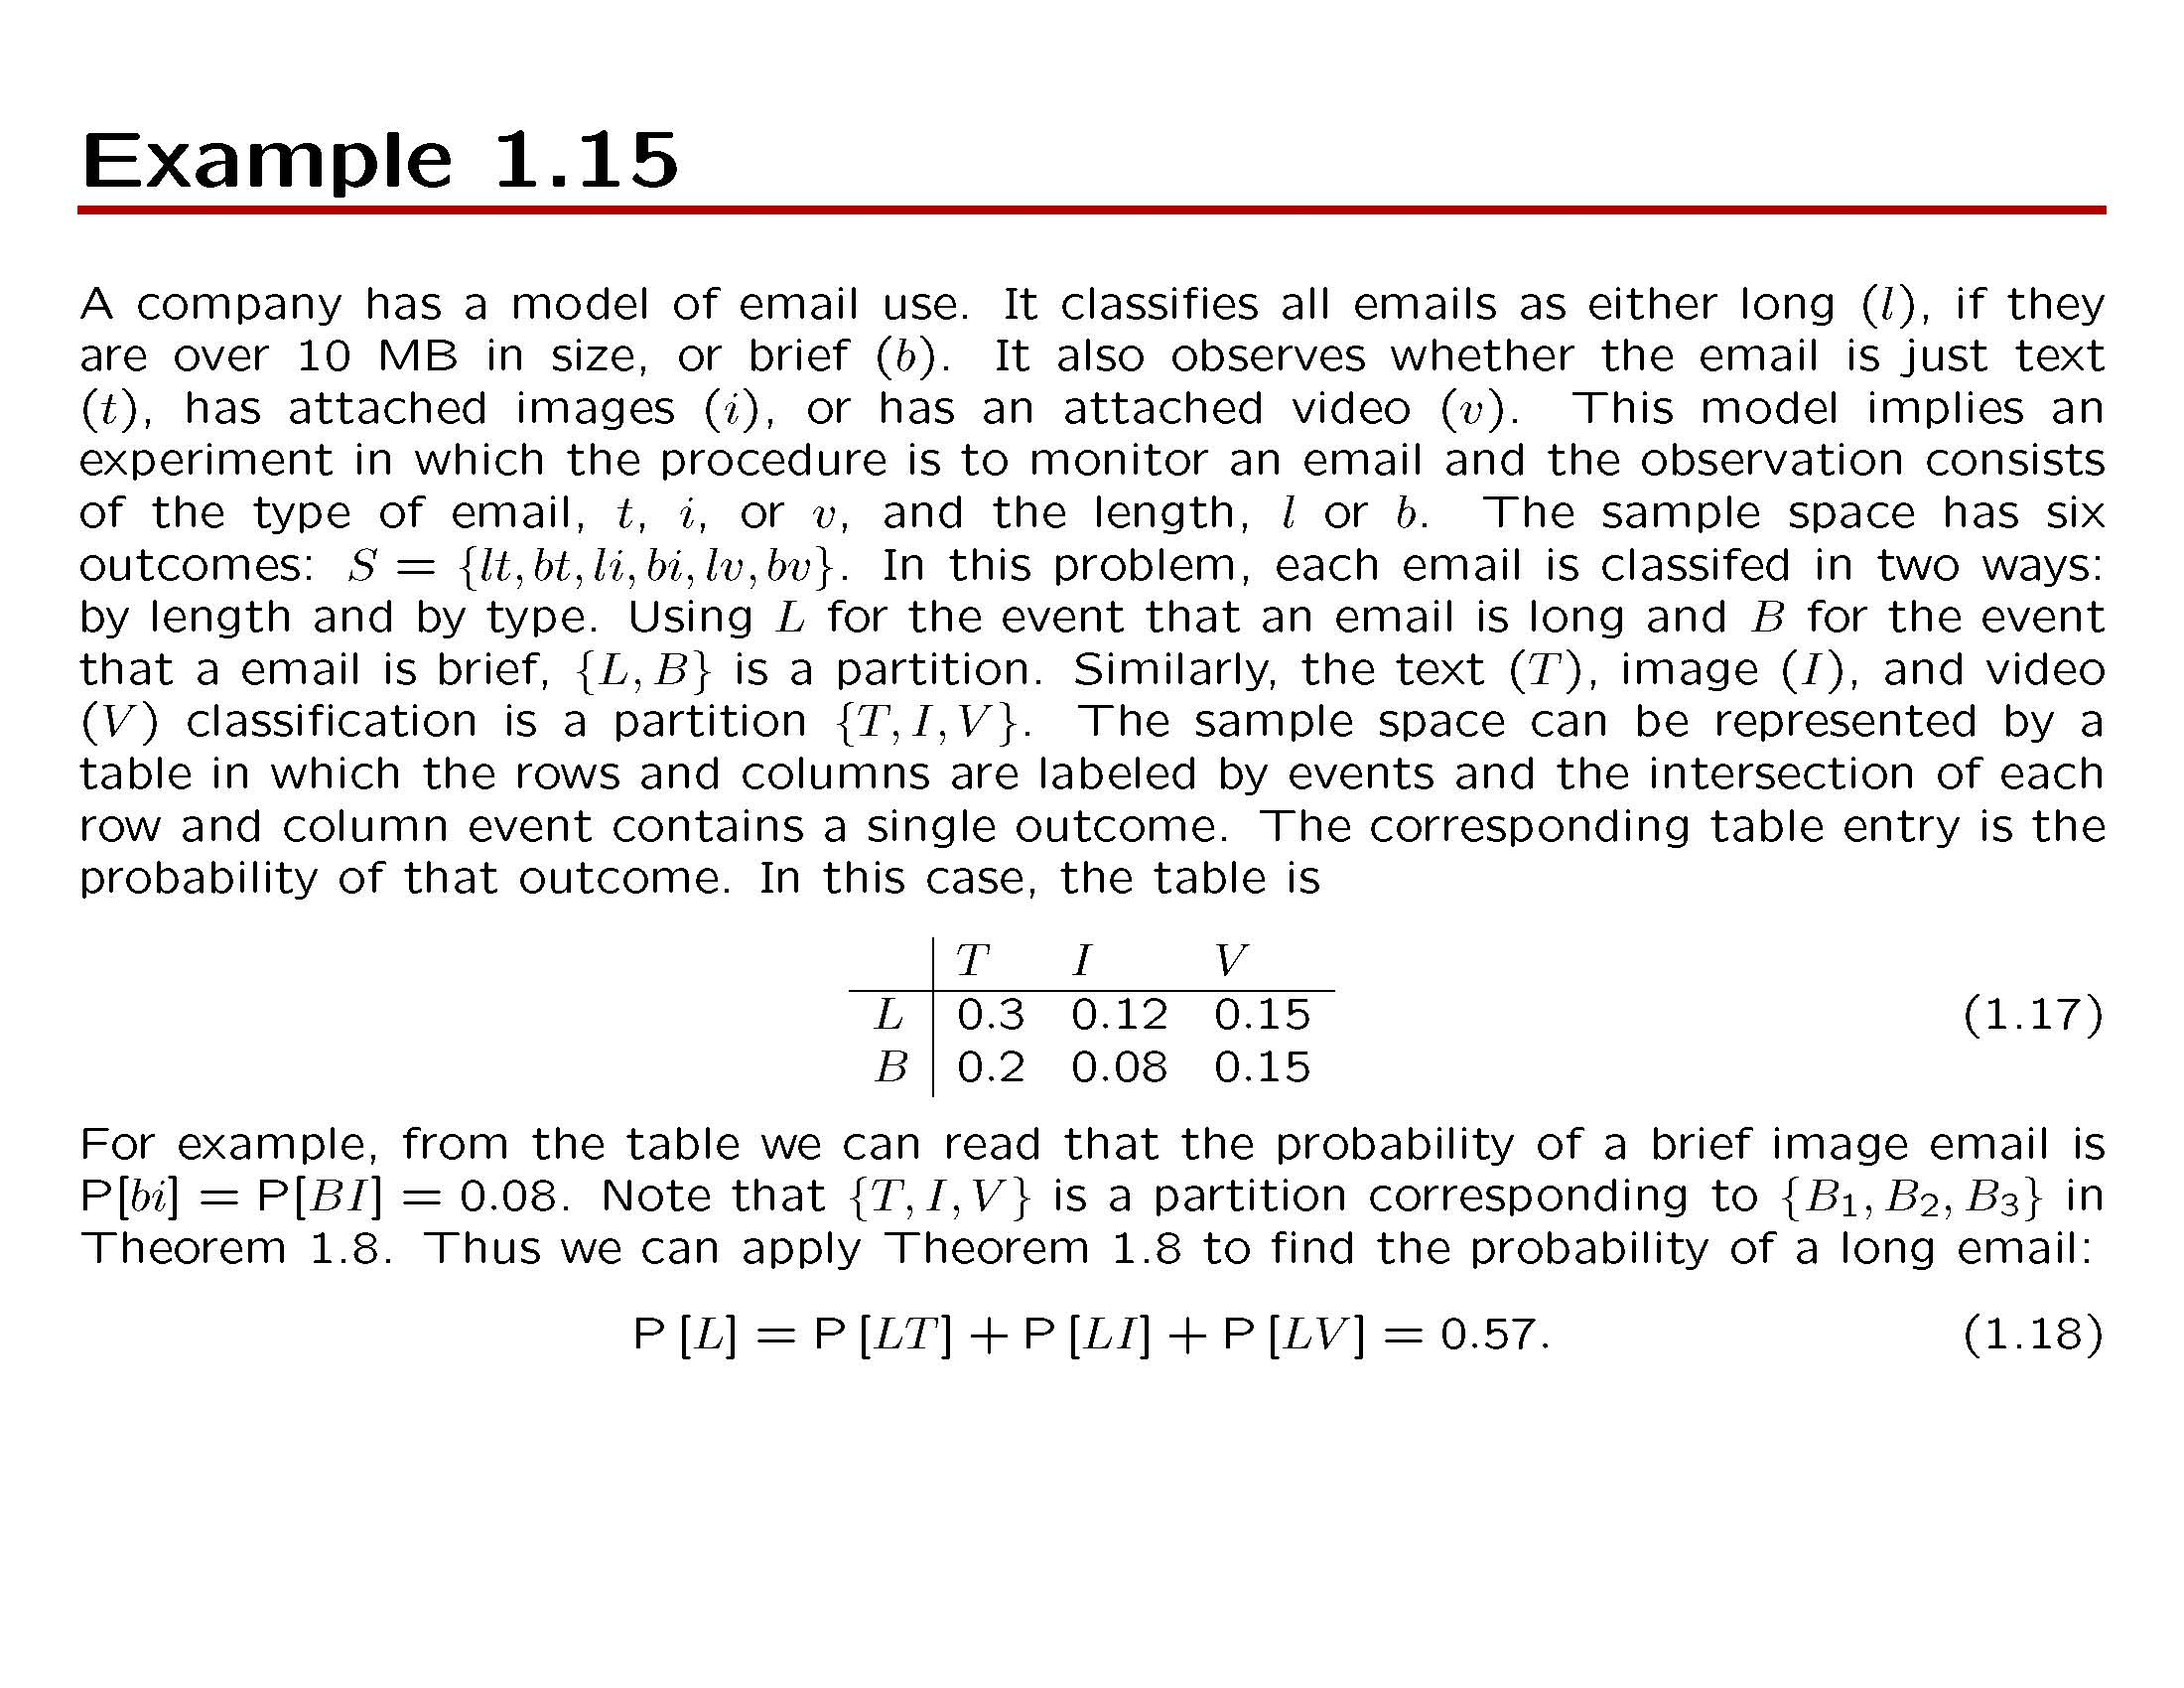 Example 1.15
A company has a model of email use. It classifies all emails as either long (l), if they
are over 10 MB in size, or brief (b). It also observes whether the email is just text
(t), has attached images (i), or has an attached video (v). This model implies an
experiment in which the procedure is to monitor an email and the observation consists
of the type of email, t, i, or v, and the length, l or b. The sample space has six
outcomes: S = {lt, bt, li, bi, lv, bv}. In this problem, each email is classifed in two ways:
by length and by type. Using L for the event that an email is long and B for the event
that a email is brief, {L, B} is a partition. Similarly, the text (T), image (I), and video
(V) classification is a partition {T, I, V}. The sample space can be represented by a
table in which the rows and columns are labeled by events and the intersection of each
row and column event contains a single outcome. The corresponding table entry is the
probability of that outcome. In this case, the table is
T I V
L 0.3 0.12 0.15 (1.17)
B 0.2 0.08 0.15
For example, from the table we can read that the probability of a brief image email is
P[bi] = P[BI] = 0.08. Note that {T, I, V} is a partition corresponding to {B₁, B₂, B₃} in
Theorem 1.8. Thus we can apply Theorem 1.8 to find the probability of a long email:
P [L] = P [LT] + P [LI] + P [LV] = 0.57. (1.18)